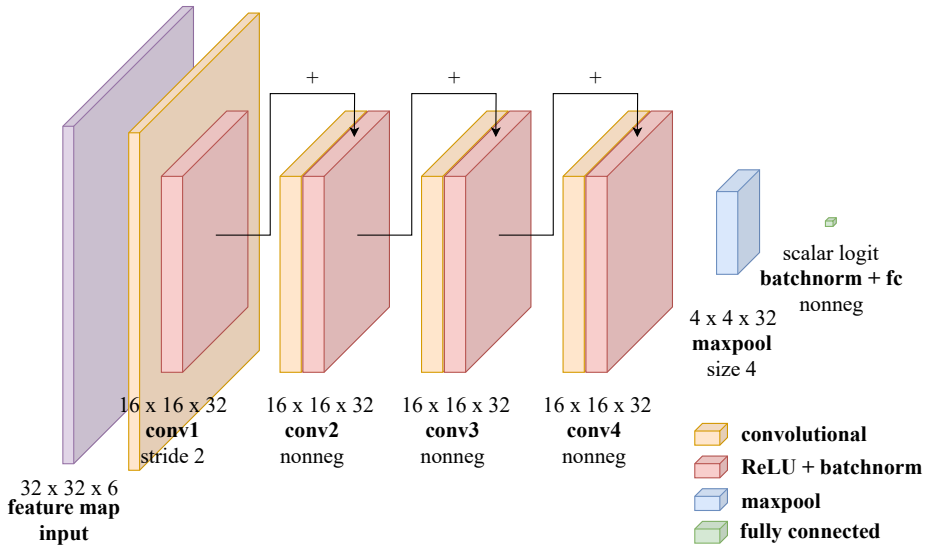 +
+
+
32 x 32 x 6
feature map
input
16 x 16 x 32
conv1
stride 2
16 x 16 x 32
conv2
nonneg
16 x 16 x 32
conv3
nonneg
16 x 16 x 32
conv4
nonneg
4 x 4 x 32
maxpool
size 4
scalar logit
batchnorm + fc
nonneg
convolutional
ReLU + batchnorm
maxpool
fully connected